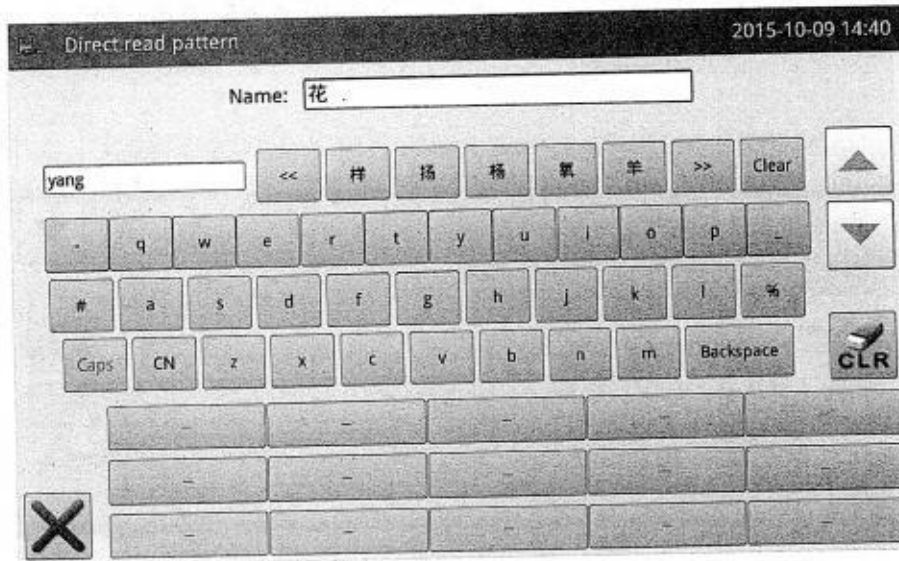 Direct read pattern 2015-10-09 14:40
Name: 花 .
yang << 样 扬 杨 氧 羊 >> Clear
q w e r t y u i o p _
# a s d f g h j k l %
Caps CN z x c v b n m Backspace
CLR
- - - - -
- - - - -
- - - - -